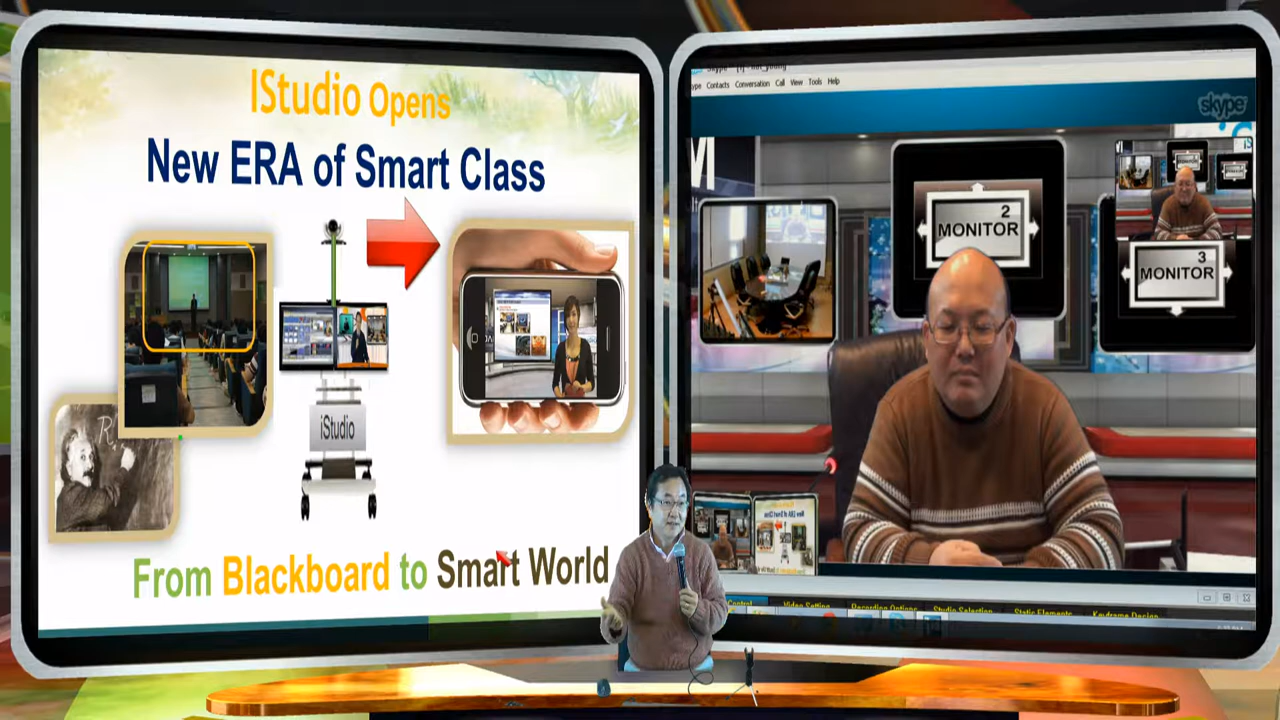 IStudio Opens
New ERA of Smart Class
iStudio
From Blackboard to Smart World
Contacts Conversation Call View Tools Help
skype
2
MONITOR
3
MONITOR
Control Video Setting Recording Options Studio Selection Static Elements Keyframe Design